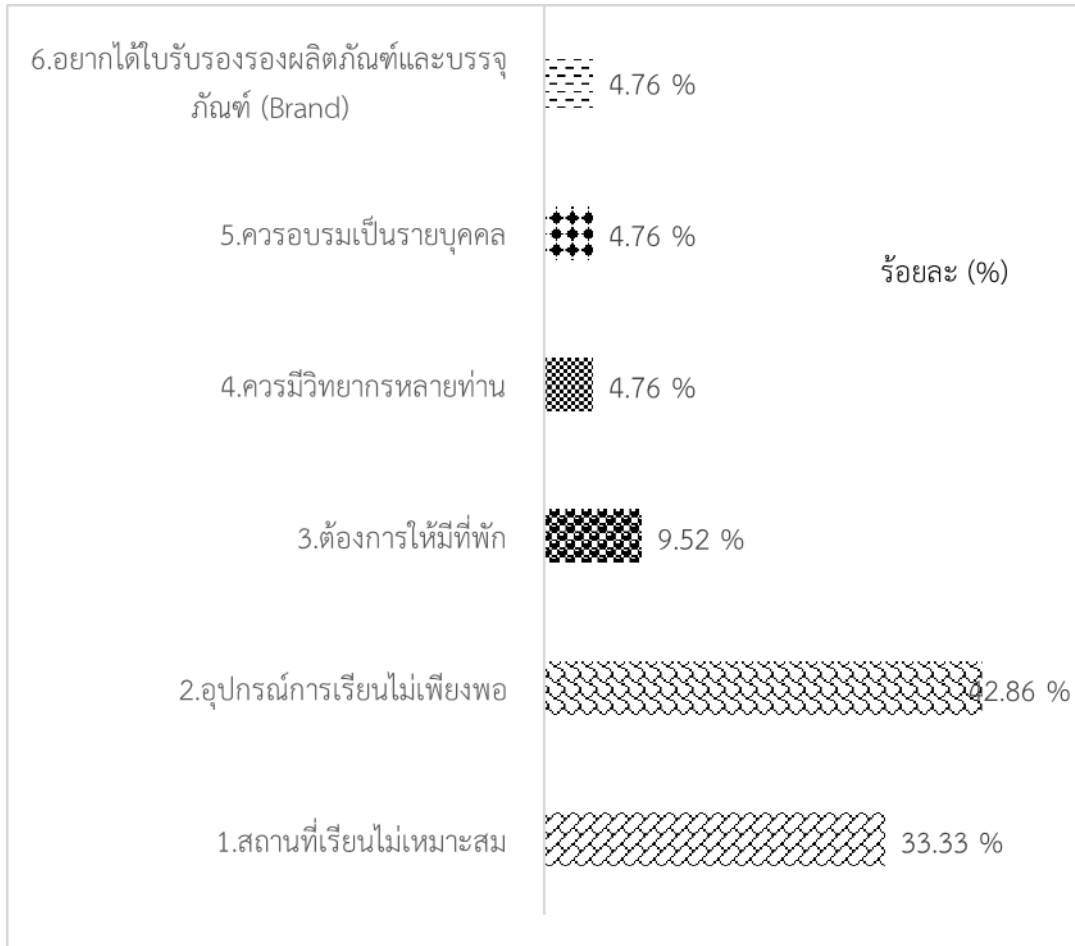 6.อยากได้ใบรับรองรองผลิตภัณฑ์และบรรจุ
ภัณฑ์ (Brand)
4.76 %
5.ควรอบรมเป็นรายบุคคล
4.76 %
ร้อยละ (%)
4.ควรมีวิทยากรหลายท่าน
4.76 %
3.ต้องการให้มีที่พัก
9.52 %
2.อุปกรณ์การเรียนไม่เพียงพอ
42.86 %
1.สถานที่เรียนไม่เหมาะสม
33.33 %